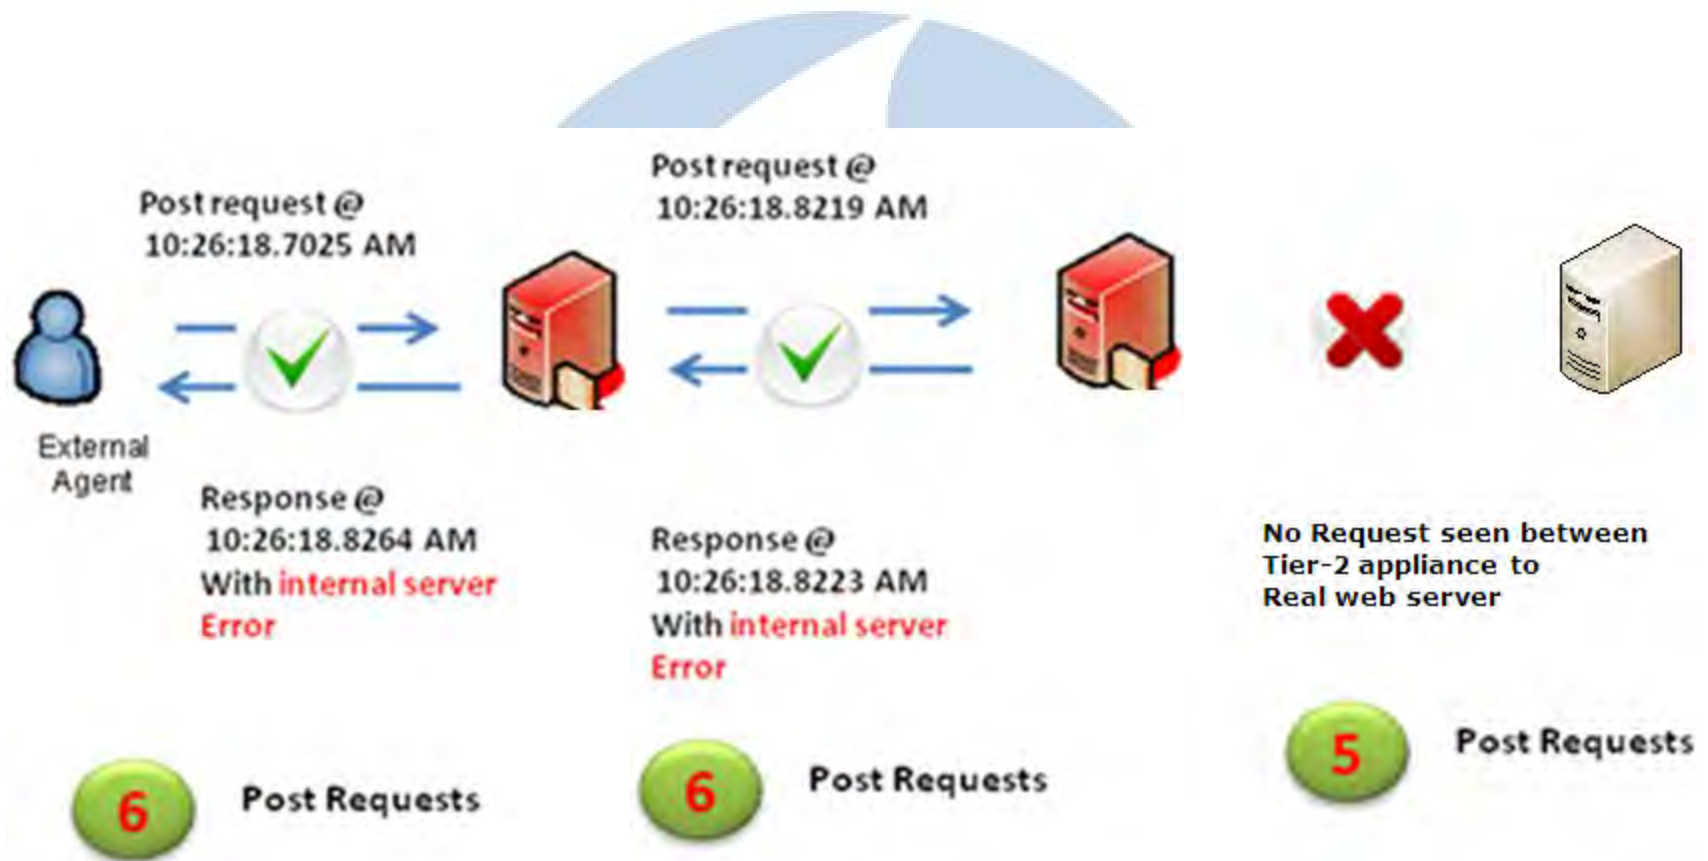 Post request @
10:26:18.7025 AM
Post request @
10:26:18.8219 AM
External
Agent
Response @
10:26:18.8264 AM
With internal server
Error
Response @
10:26:18.8223 AM
With internal server
Error
No Request seen between
Tier-2 appliance to
Real web server
6 Post Requests
6 Post Requests
5 Post Requests